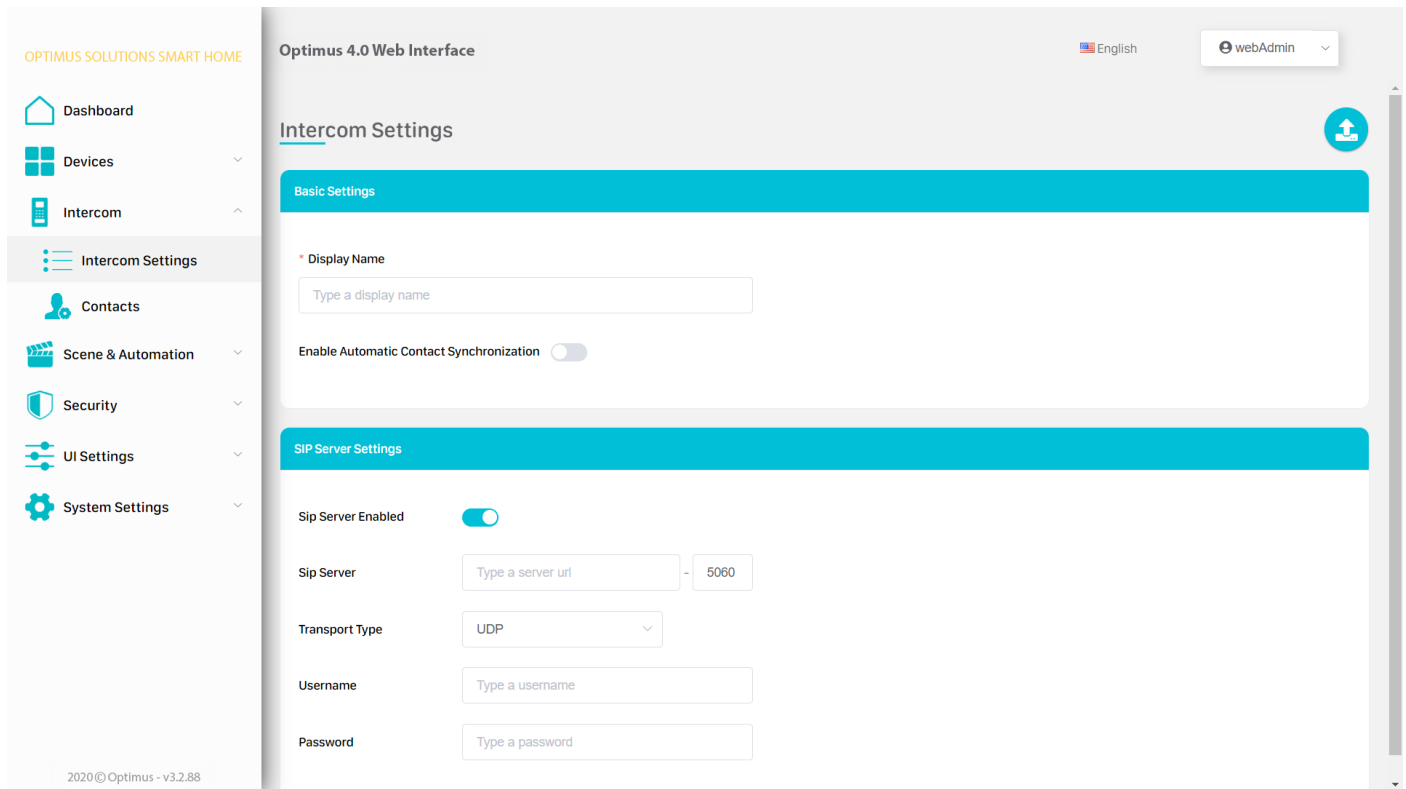 OPTIMUS SOLUTIONS SMART HOME
Dashboard
Devices
Intercom
Intercom Settings
Contacts
Scene & Automation
Security
UI Settings
System Settings
2020 © Optimus - v3.2.88
Optimus 4.0 Web Interface
English
webAdmin
Intercom Settings
Basic Settings
* Display Name
Type a display name
Enable Automatic Contact Synchronization
SIP Server Settings
Sip Server Enabled
Sip Server Type a server url - 5060
Transport Type UDP
Username Type a username
Password Type a password